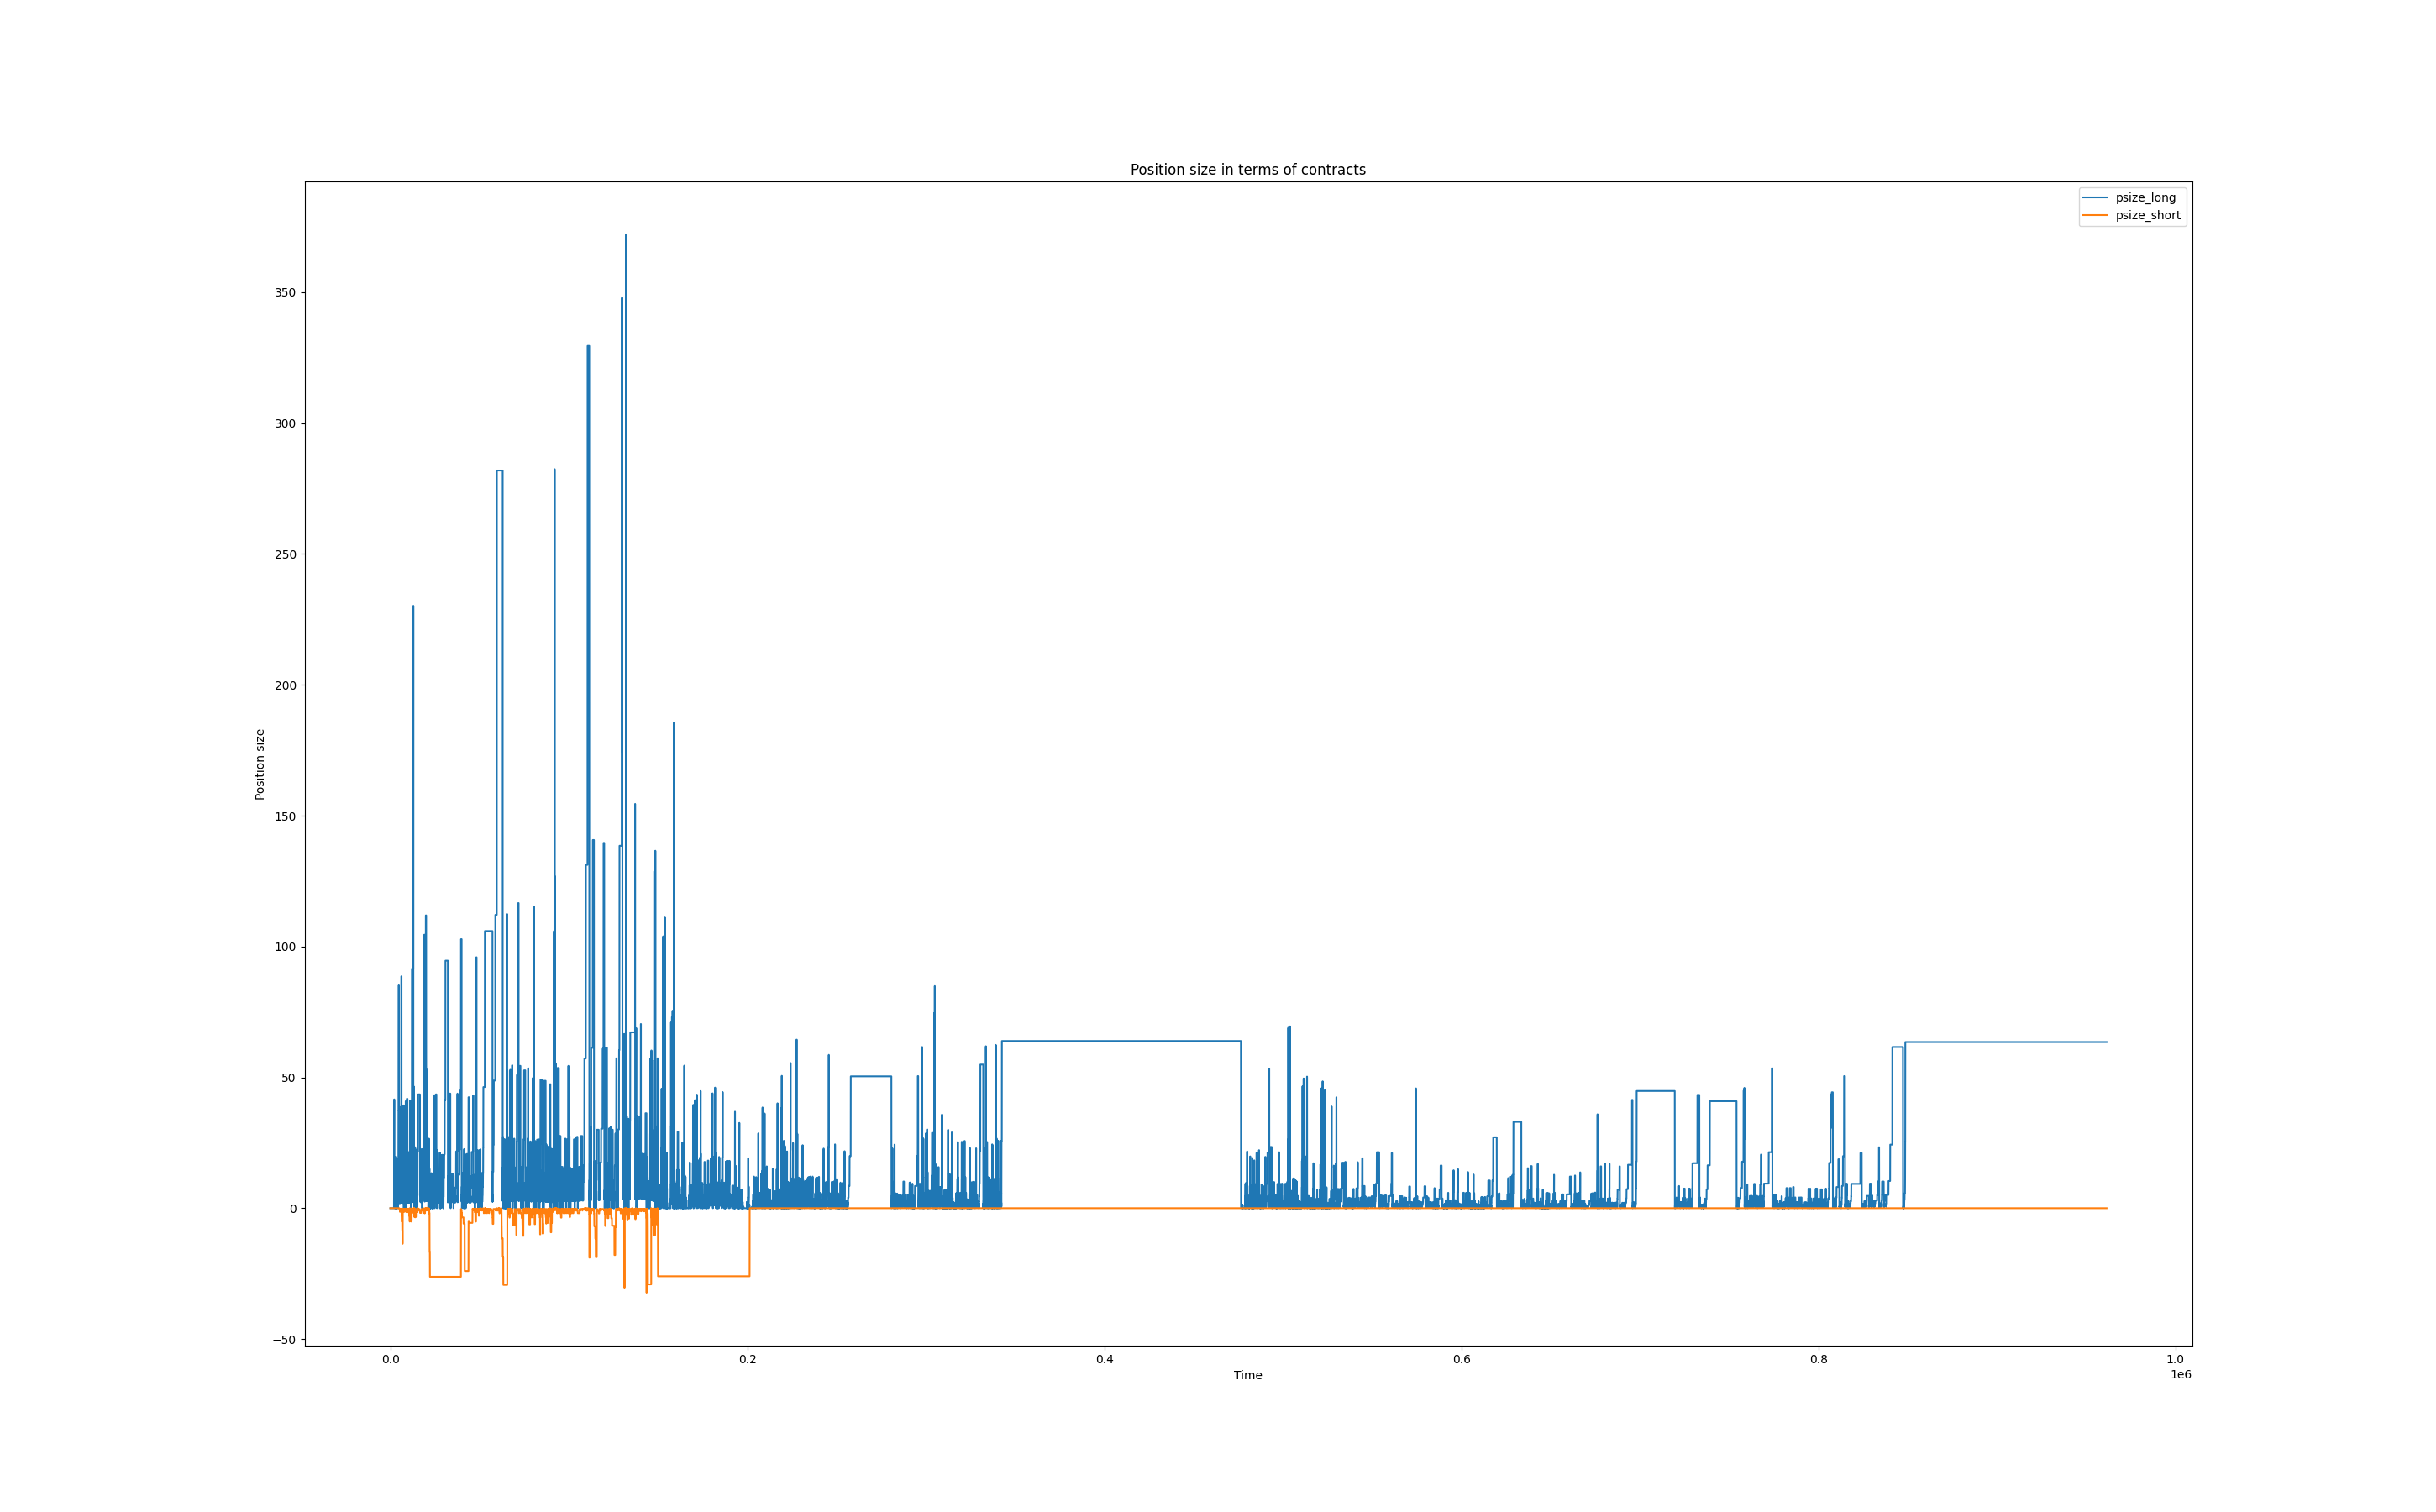 Position size in terms of contracts
psize_long
psize_short
Position size
350
300
250
200
150
100
50
0
−50
0.0 0.2 0.4 0.6 0.8 1.0
Time
1e6